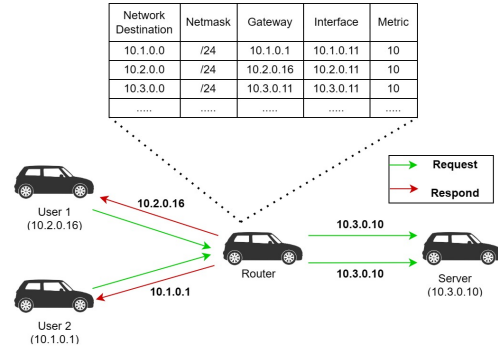 Network Destination Netmask Gateway Interface Metric
10.1.0.0 /24 10.1.0.1 10.1.0.11 10
10.2.0.0 /24 10.2.0.16 10.2.0.11 10
10.3.0.0 /24 10.3.0.11 10.3.0.11 10
..... ..... ..... ..... .....
Request
Respond
10.2.0.16
User 1
(10.2.0.16)
10.3.0.10
Router
10.3.0.10
Server
(10.3.0.10)
10.1.0.1
User 2
(10.1.0.1)